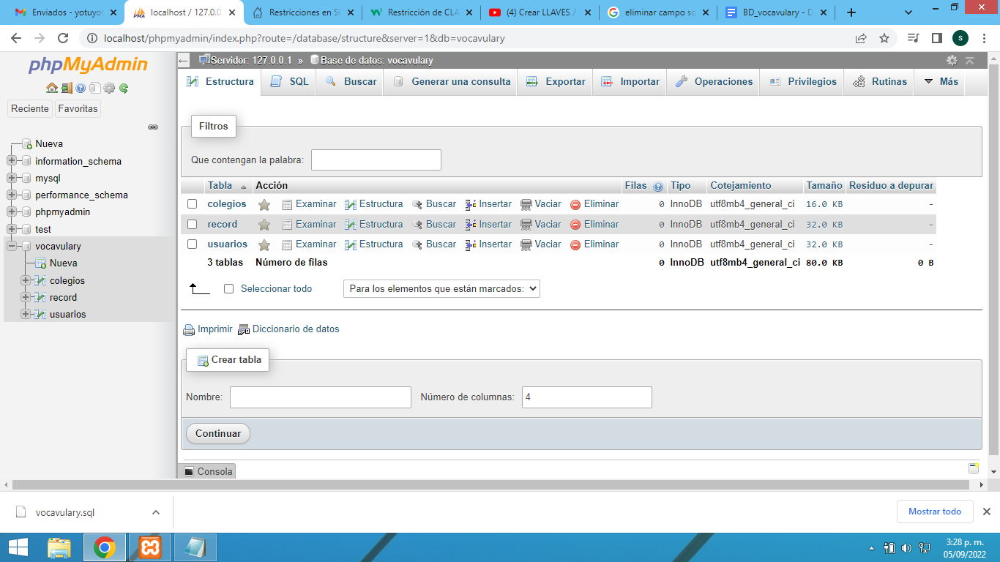 Enviados - yotuyot
localhost / 127.0.0.
Restricciones en SQ
Restricción de CLA
(4) Crear LLAVES /
eliminar campo sq
BD_vocavulary - D
localhost/phpmyadmin/index.php?route=/database/structure&server=1&db=vocavulary
S
phpMyAdmin
Reciente
Favoritas
Nueva
information_schema
mysql
performance_schema
phpmyadmin
test
vocavulary
Nueva
colegios
record
usuarios
Servidor: 127.0.0.1 » Base de datos: vocavulary
Estructura SQL Buscar Generar una consulta Exportar Importar Operaciones Privilegios Rutinas Más
Filtros
Que contengan la palabra:
Tabla Acción Filas Tipo Cotejamiento Tamaño Residuo a depurar
colegios Examinar Estructura Buscar Insertar Vaciar Eliminar 0 InnoDB utf8mb4_general_ci 16.0 KB -
record Examinar Estructura Buscar Insertar Vaciar Eliminar 0 InnoDB utf8mb4_general_ci 32.0 KB -
usuarios Examinar Estructura Buscar Insertar Vaciar Eliminar 0 InnoDB utf8mb4_general_ci 32.0 KB -
3 tablas Número de filas 0 InnoDB utf8mb4_general_ci 80.0 KB 0 B
Seleccionar todo Para los elementos que están marcados:
Imprimir Diccionario de datos
Crear tabla
Nombre: Número de columnas: 4
Continuar
Consola
vocavulary.sql
Mostrar todo
3:28 p. m.
05/09/2022